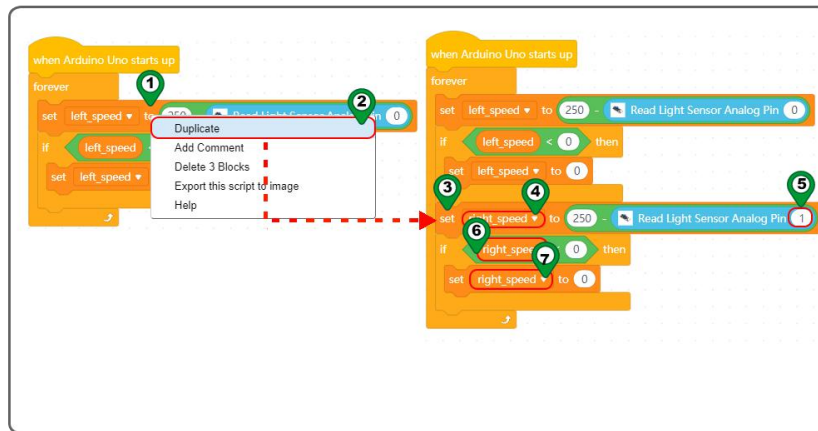 when Arduino Uno starts up
forever
1
2
set left_speed ▾ to 250 - Read Light Sensor Analog Pin 0
Duplicate
if left_speed
Add Comment
Delete 3 Blocks
set left_speed ▾
Export this script to image
Help
when Arduino Uno starts up
forever
set left_speed ▾ to 250 - Read Light Sensor Analog Pin 0
if left_speed < 0 then
set left_speed ▾ to 0
3
4
5
set right_speed ▾ to 250 - Read Light Sensor Analog Pin 1
6
if right_speed 0 then
7
set right_speed ▾ to 0